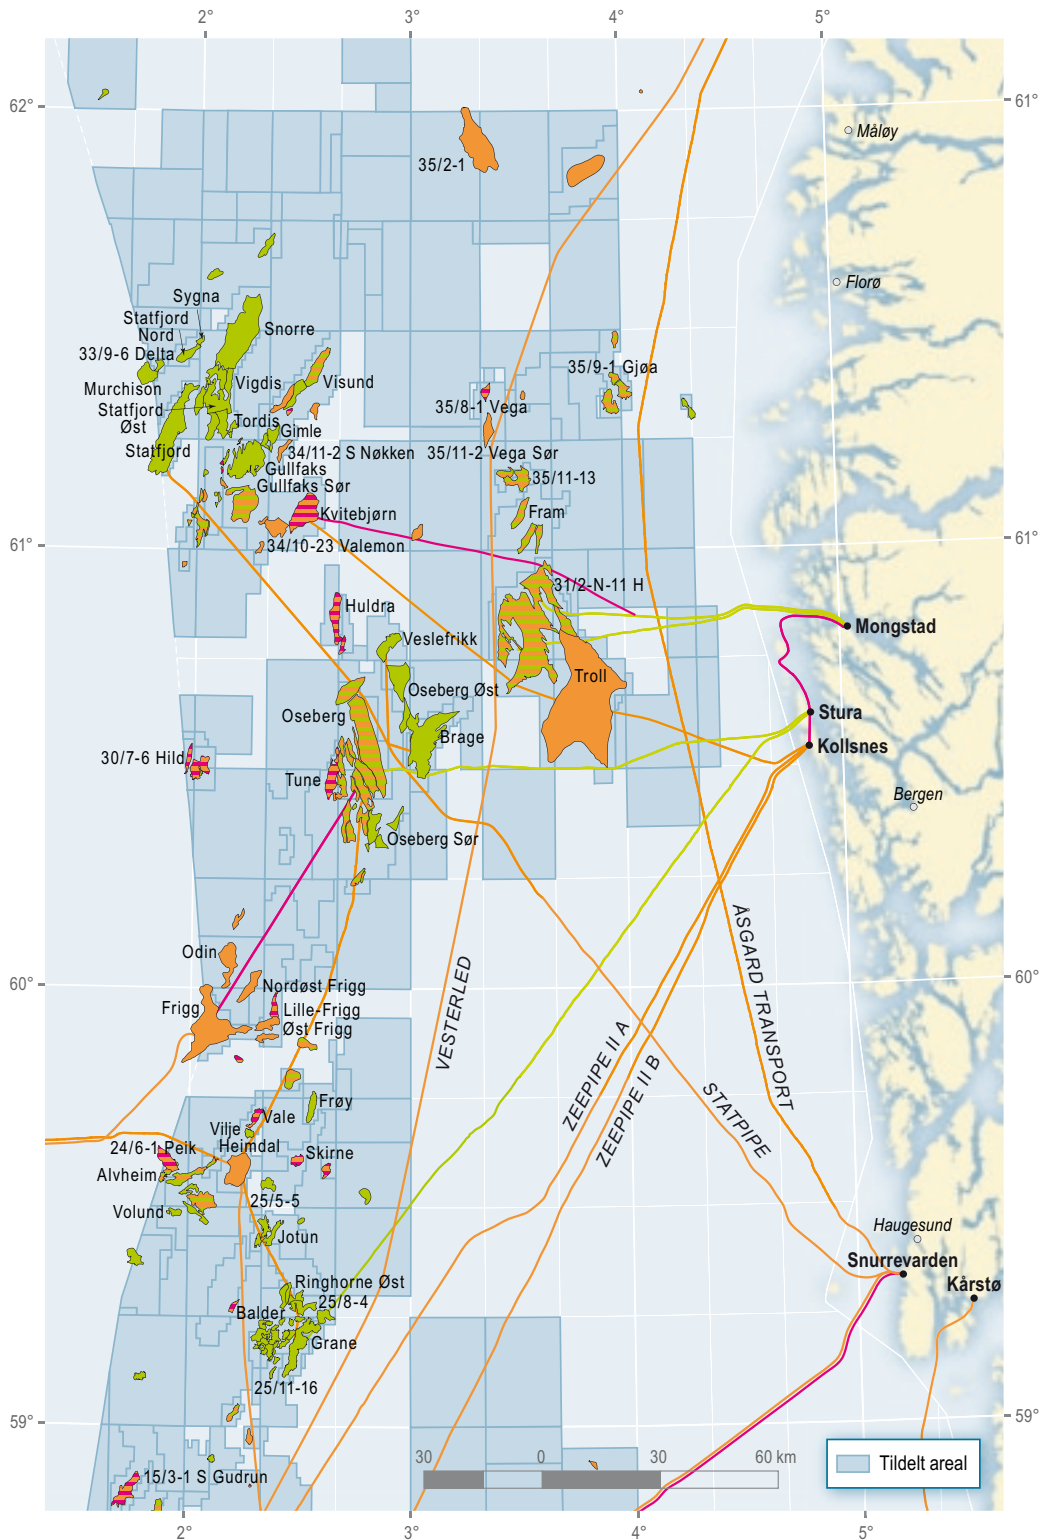 2°
3°
4°
5°
62°
61°
Måløy
35/2-1
Florø
Sygna
Statfjord
Nord
Snorre
33/9-6 Delta
35/9-1 Gjøa
Murchison
Vigdis
Visund
Statfjord
Øst
35/8-1 Vega
Tordis
Gimle
Statfjord
34/11-2 S Nøkken
35/11-2 Vega Sør
Gullfaks
35/11-13
Gullfaks Sør
Kvitebjørn
Fram
61°
61°
34/10-23 Valemon
31/2-N-11 H
Huldra
Mongstad
Veslefrikk
Troll
Oseberg Øst
Oseberg
Stura
Brage
Kollsnes
30/7-6 Hild
Tune
Bergen
Oseberg Sør
ÅSGARD TRANSPORT
Odin
VESTERLED
60°
60°
Nordøst Frigg
Frigg
Lille-Frigg
Øst Frigg
ZEEPIPE II A
ZEEPIPE II B
STATPIPE
Frøy
Vale
Vilje
Heimdal
24/6-1 Peik
Skirne
Alvheim
25/5-5
Volund
Haugesund
Jotun
Snurrevarden
Ringhorne Øst
Kårstø
25/8-4
Balder
Grane
25/11-16
59°
59°
30
0
30
60 km
Tildelt areal
15/3-1 S Gudrun
2°
3°
4°
5°